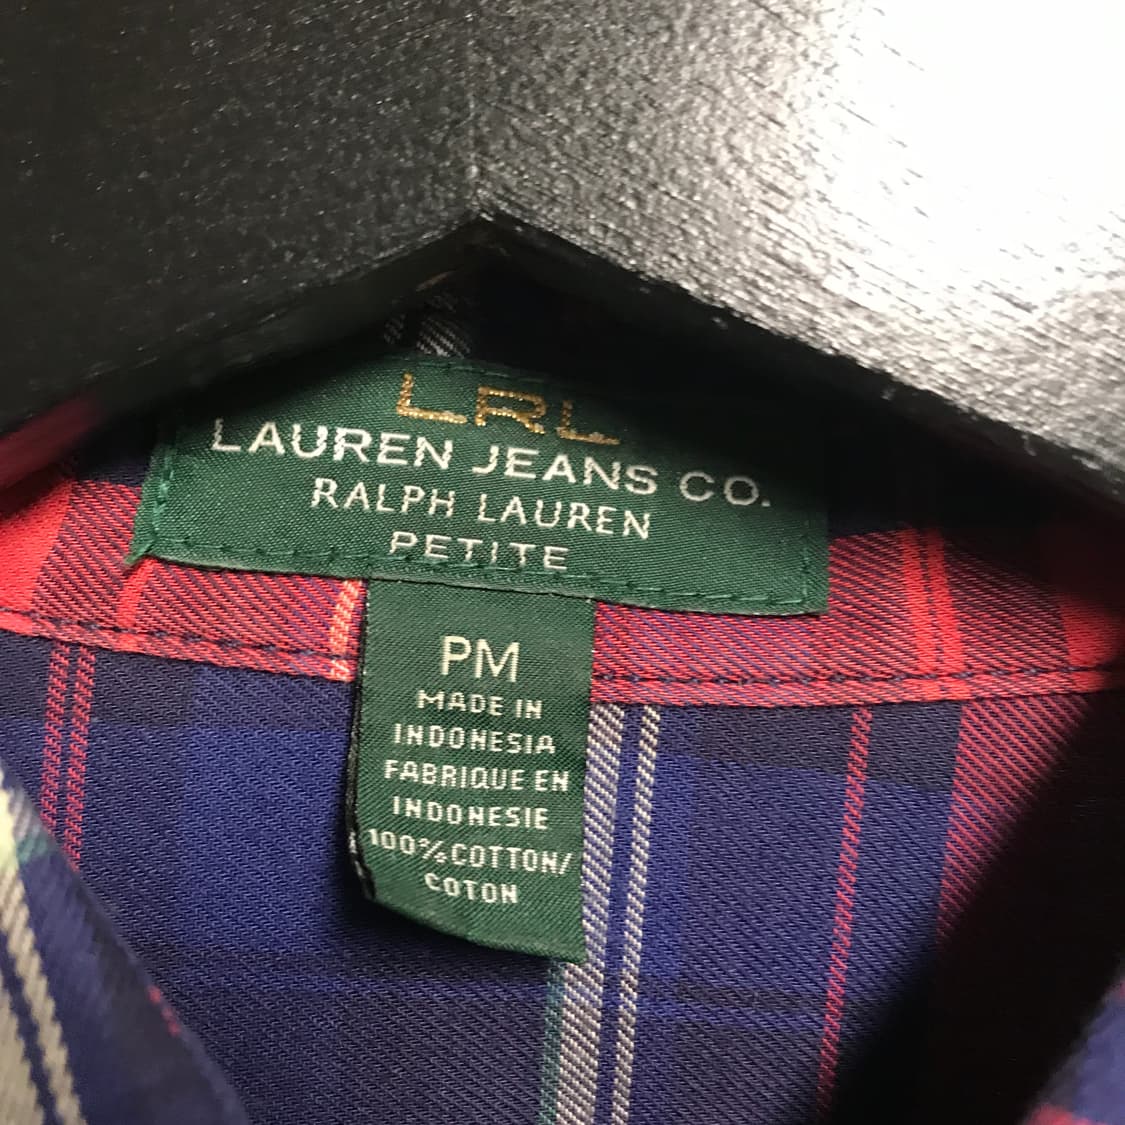 LRL
LAUREN JEANS CO.
RALPH LAUREN
PETITE
PM
MADE IN
INDONESIA
FABRIQUE EN
INDONESIE
100%COTTON/
COTON